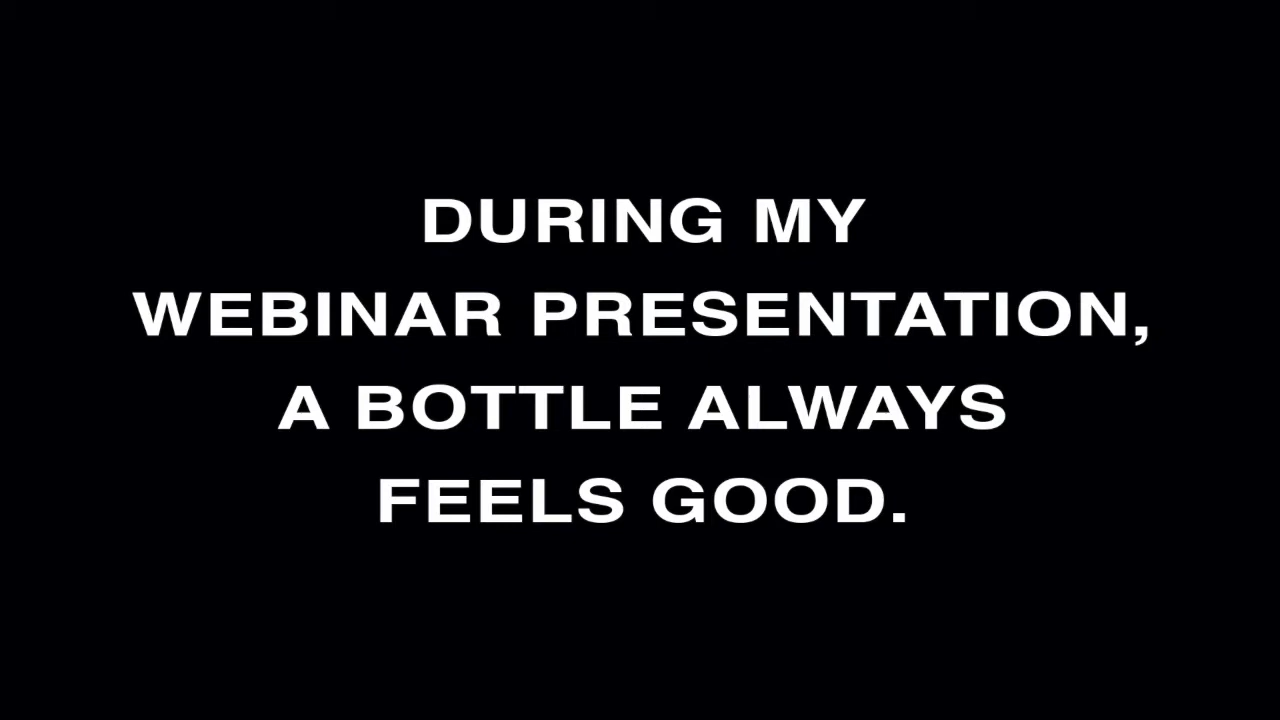 DURING MY
WEBINAR PRESENTATION,
A BOTTLE ALWAYS
FEELS GOOD.